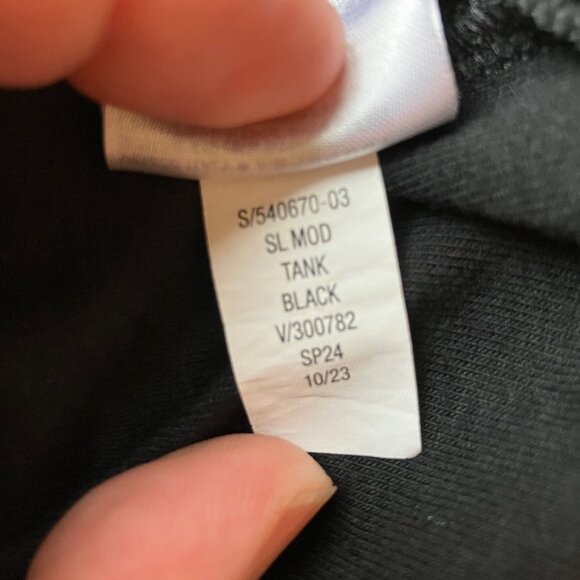 S/540670-03
SL MOD
TANK
BLACK
V/300782
SP24
10/23